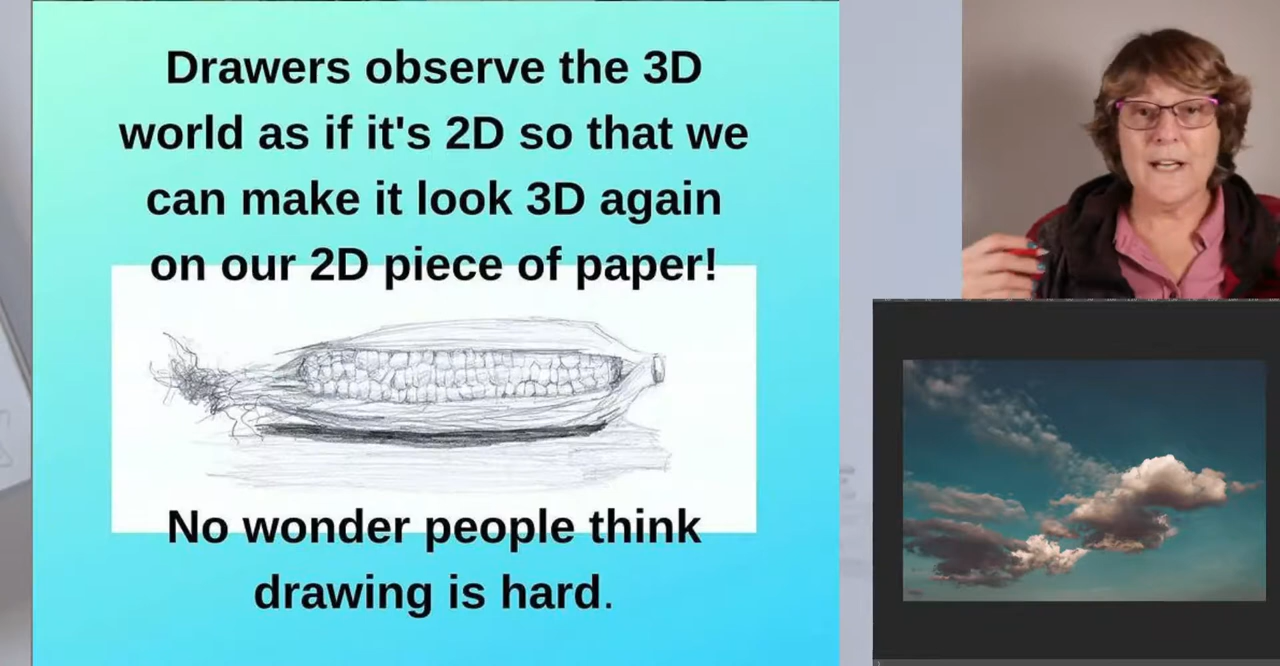 Drawers observe the 3D
world as if it's 2D so that we
can make it look 3D again
on our 2D piece of paper!
No wonder people think
drawing is hard.